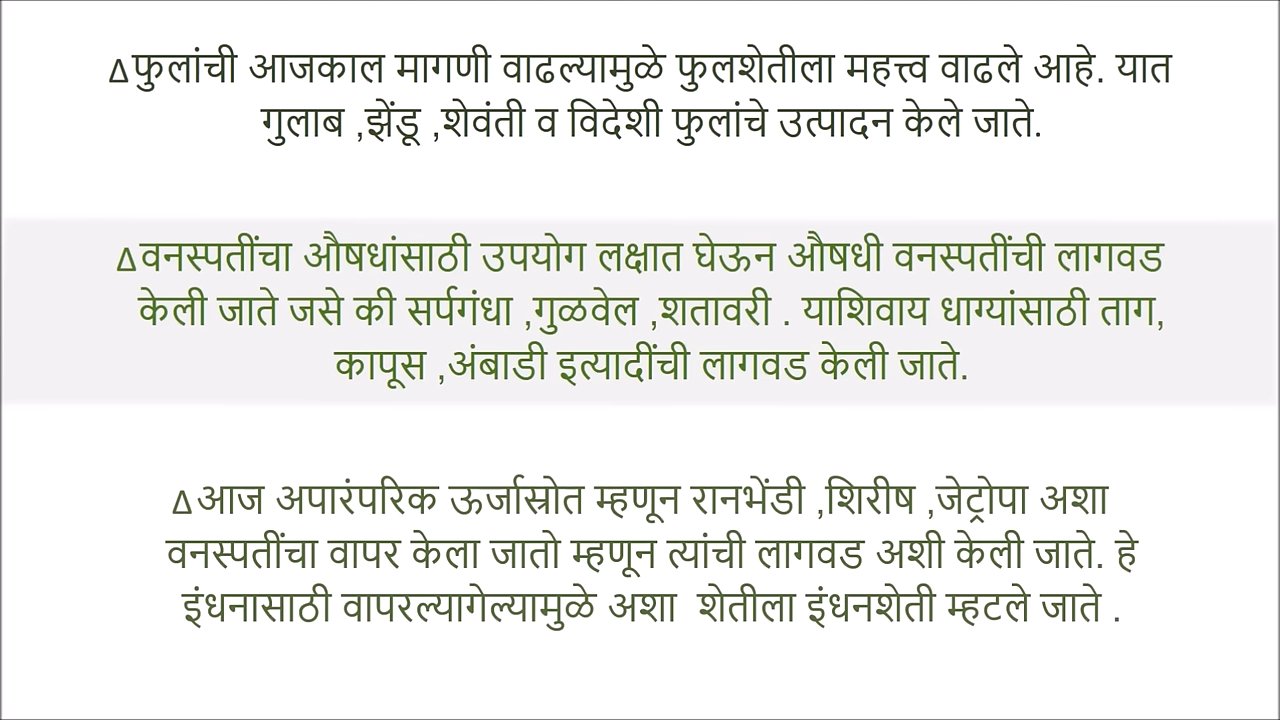 ∆फुलांची आजकाल मागणी वाढल्यामुळे फुलशेतीला महत्त्व वाढले आहे. यात
गुलाब ,झेंडू ,शेवंती व विदेशी फुलांचे उत्पादन केले जाते.
∆वनस्पतींचा औषधांसाठी उपयोग लक्षात घेऊन औषधी वनस्पतींची लागवड
केली जाते जसे की सर्पगंधा ,गुळवेल ,शतावरी . याशिवाय धाग्यांसाठी ताग,
कापूस ,अंबाडी इत्यादींची लागवड केली जाते.
∆आज अपारंपरिक ऊर्जास्रोत म्हणून रानभेंडी ,शिरीष ,जेट्रोपा अशा
वनस्पतींचा वापर केला जातो म्हणून त्यांची लागवड अशी केली जाते. हे
इंधनासाठी वापरल्यागेल्यामुळे अशा  शेतीला इंधनशेती म्हटले जाते .